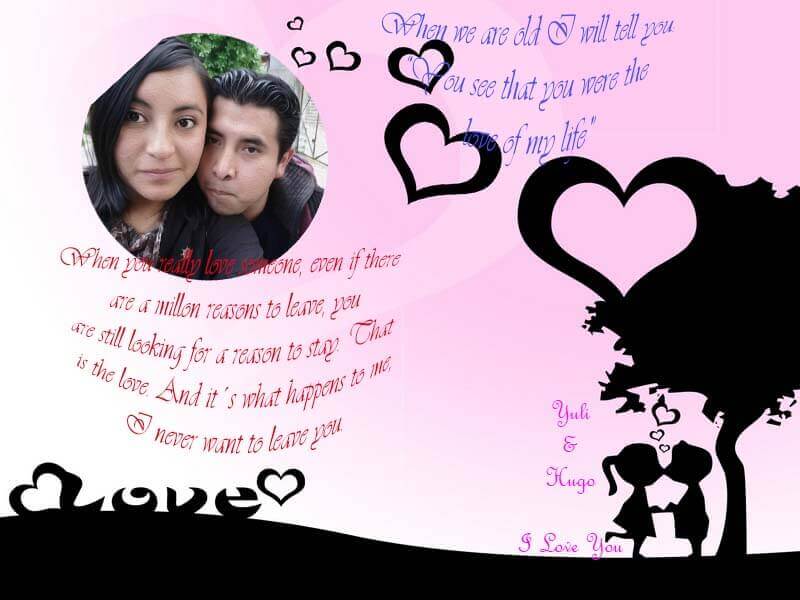 When we are old I will tell you:
"You see that you were the
love of my life"
When you really love someone, even if there
are a millon reasons to leave, you
are still looking for a reason to stay. That
is the love. And it´s what happens to me,
I never want to leave you.
Yuli
&
Hugo
I Love You
Love